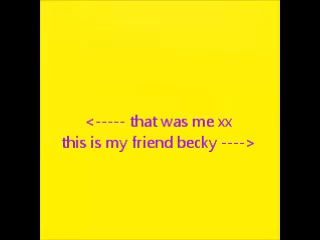 <----- that was me xx
this is my friend becky ---->